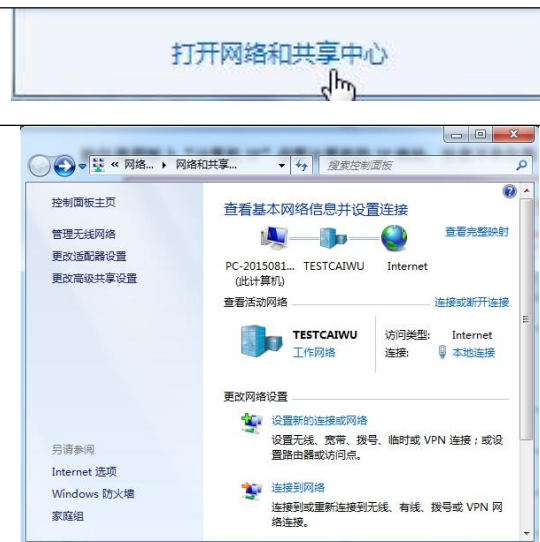 打开网络和共享中心
« 网络... ▸ 网络和共享... 搜索控制面板
控制面板主页
管理无线网络
更改适配器设置
更改高级共享设置
另请参阅
Internet 选项
Windows 防火墙
家庭组
查看基本网络信息并设置连接
查看完整映射
PC-2015081... TESTCAIWU Internet
(此计算机)
查看活动网络 连接或断开连接
TESTCAIWU 访问类型: Internet
工作网络 连接: 本地连接
更改网络设置
设置新的连接或网络
设置无线、宽带、拨号、临时或 VPN 连接；或设
置路由器或访问点。
连接到网络
连接到或重新连接到无线、有线、拨号或 VPN 网
络连接。